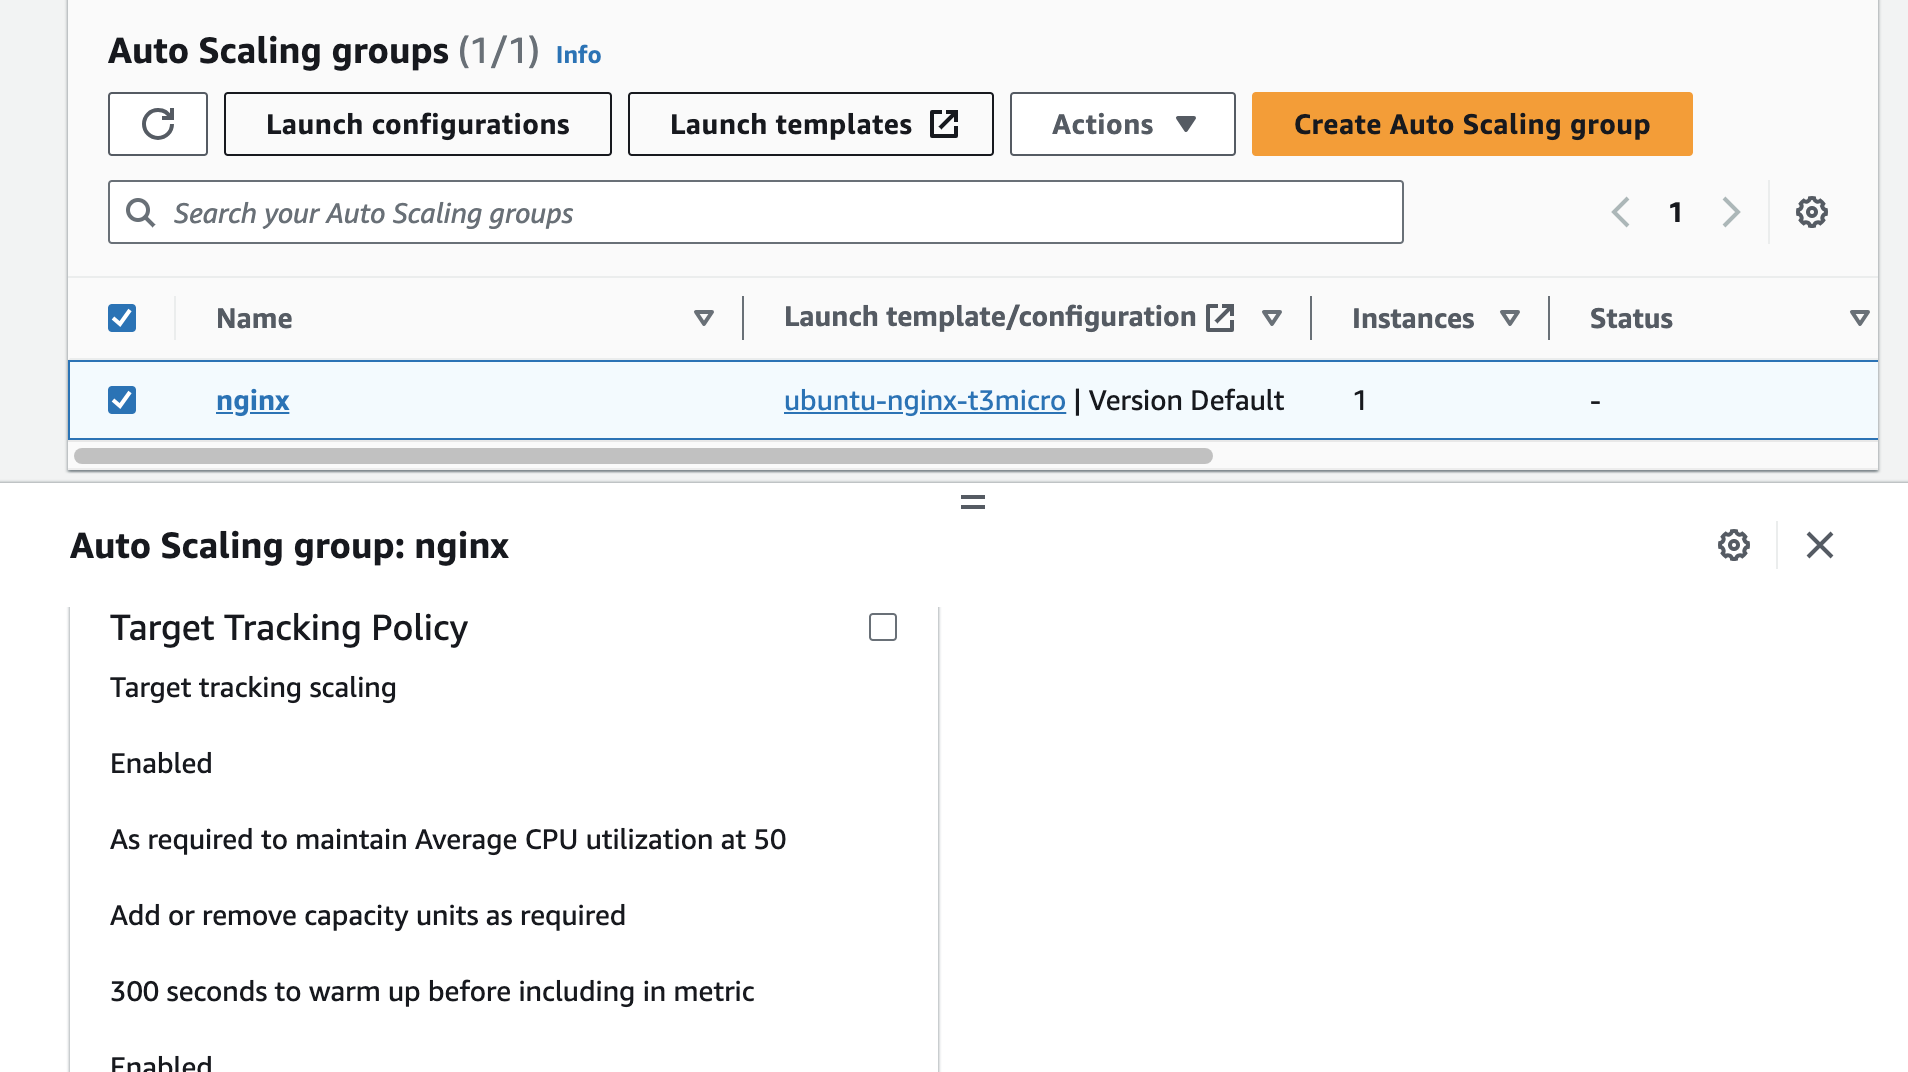 Auto Scaling groups (1/1) Info
Launch configurations Launch templates Actions Create Auto Scaling group
Search your Auto Scaling groups 1
Name Launch template/configuration Instances Status
nginx ubuntu-nginx-t3micro | Version Default 1 -
Auto Scaling group: nginx
Target Tracking Policy
Target tracking scaling
Enabled
As required to maintain Average CPU utilization at 50
Add or remove capacity units as required
300 seconds to warm up before including in metric
Enabled